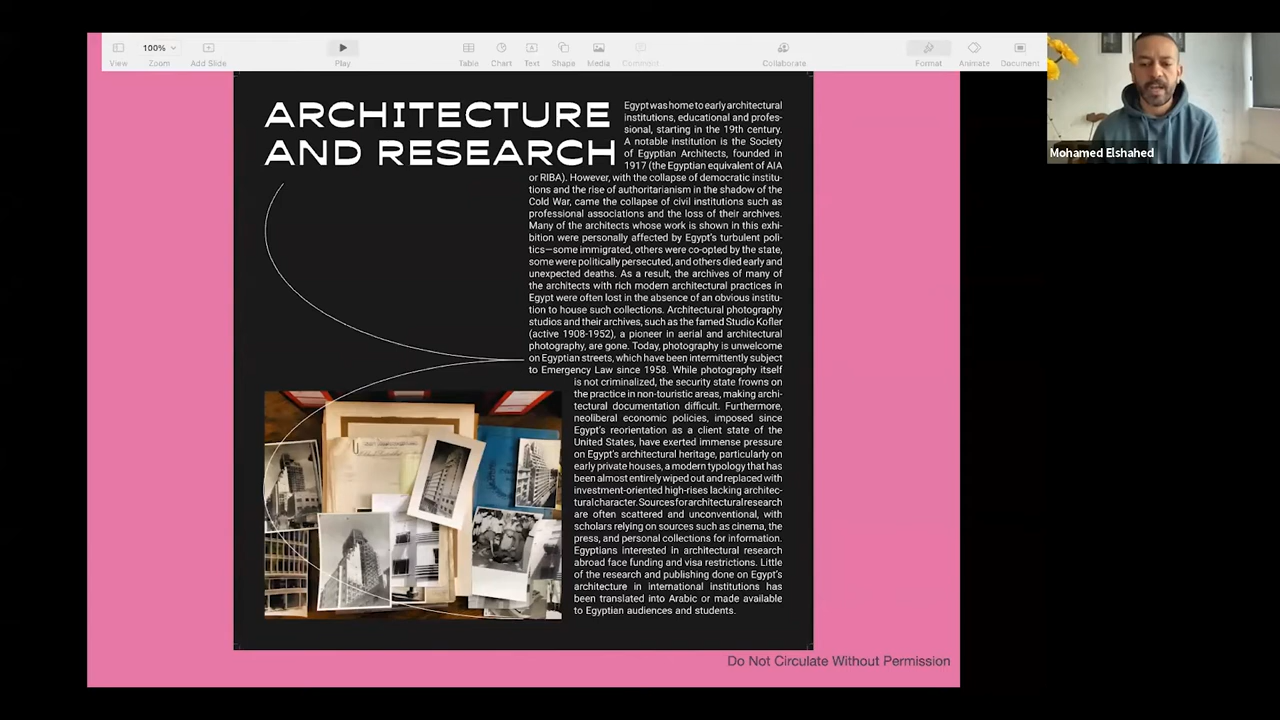 100%
View
Zoom
Add Slide
Play
Table
Chart
Text
Shape
Media
Comment
Collaborate
Format
Animate
Document
Mohamed Elshahed
ARCHITECTURE
AND RESEARCH
Egypt was home to early architectural
institutions, educational and profes-
sional, starting in the 19th century.
A notable institution is the Society
of Egyptian Architects, founded in
1917 (the Egyptian equivalent of AIA
or RIBA). However, with the collapse of democratic institu-
tions and the rise of authoritarianism in the shadow of the
Cold War, came the collapse of civil institutions such as
professional associations and the loss of their archives.
Many of the architects whose work is shown in this exhi-
bition were personally affected by Egypt's turbulent poli-
tics—some immigrated, others were co-opted by the state,
some were politically persecuted, and others died early and
unexpected deaths. As a result, the archives of many of
the architects with rich modern architectural practices in
Egypt were often lost in the absence of an obvious institu-
tion to house such collections. Architectural photography
studios and their archives, such as the famed Studio Kofler
(active 1908-1952), a pioneer in aerial and architectural
photography, are gone. Today, photography is unwelcome
on Egyptian streets, which have been intermittently subject
to Emergency Law since 1958. While photography itself
is not criminalized, the security state frowns on
the practice in non-touristic areas, making archi-
tectural documentation difficult. Furthermore,
neoliberal economic policies, imposed since
Egypt's reorientation as a client state of the
United States, have exerted immense pressure
on Egypt's architectural heritage, particularly on
early private houses, a modern typology that has
been almost entirely wiped out and replaced with
investment-oriented high-rises lacking architec-
tural character. Sources for architectural research
are often scattered and unconventional, with
scholars relying on sources such as cinema, the
press, and personal collections for information.
Egyptians interested in architectural research
abroad face funding and visa restrictions. Little
of the research and publishing done on Egypt's
architecture in international institutions has
been translated into Arabic or made available
to Egyptian audiences and students.
Do Not Circulate Without Permission